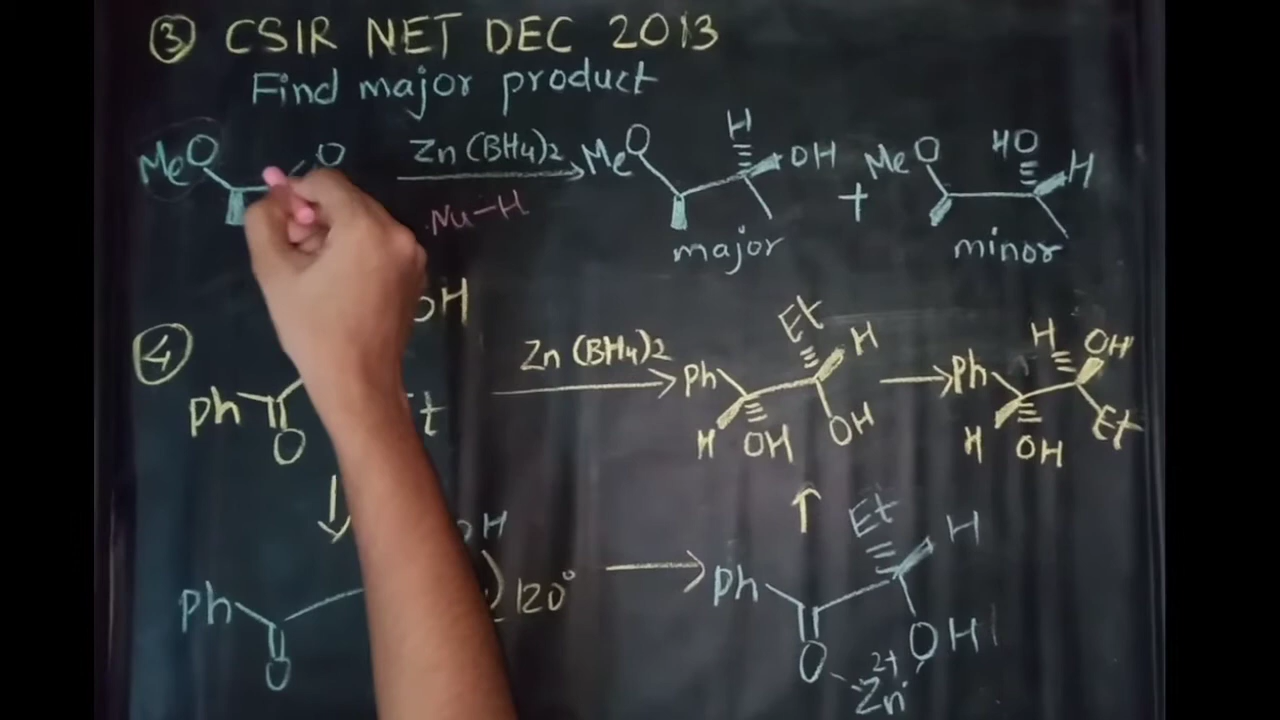 ③ CSIR NET DEC 2013
Find major product
MeO O Zn(BH4)2 MeO H OH + MeO HO H
Nu-H
major minor
OH
④ Ph O Zn(BH4)2 Ph H OH Et H OH Ph H OH H OH Et
Ph O 120° Ph O Et H OH Zn2+